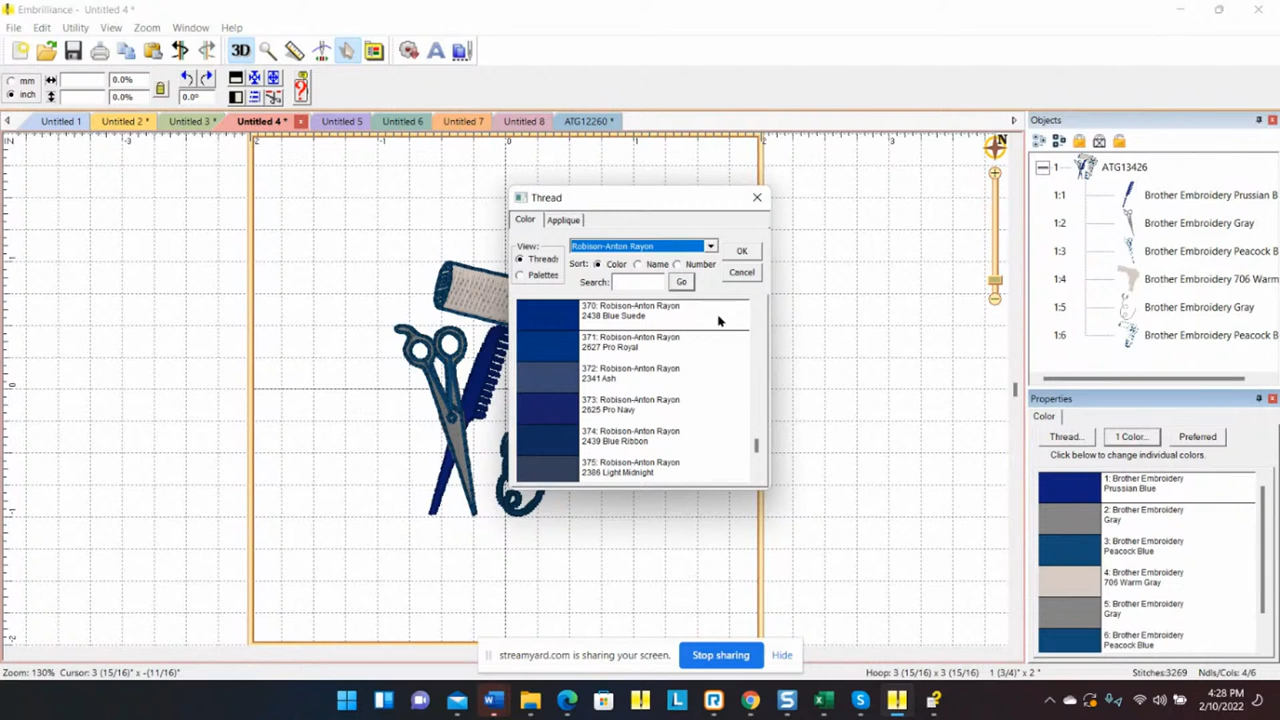 Embrilliance - Untitled 4 *
File Edit Utility View Zoom Window Help
3D
mm
inch
0.0%
0.0%
0.0°
Untitled 1 Untitled 2 * Untitled 3 * Untitled 4 * x Untitled 5 Untitled 6 Untitled 7 Untitled 8 ATG12260 *
Thread
Color Applique
View:
Threads
Palettes
Robison-Anton Rayon
Sort: Color Name Number
Search: Go
OK
Cancel
370: Robison-Anton Rayon
2438 Blue Suede
371: Robison-Anton Rayon
2627 Pro Royal
372: Robison-Anton Rayon
2341 Ash
373: Robison-Anton Rayon
2625 Pro Navy
374: Robison-Anton Rayon
2439 Blue Ribbon
375: Robison-Anton Rayon
2386 Light Midnight
Objects
1 ATG13426
1:1 Brother Embroidery Prussian B
1:2 Brother Embroidery Gray
1:3 Brother Embroidery Peacock B
1:4 Brother Embroidery 706 Warm
1:5 Brother Embroidery Gray
1:6 Brother Embroidery Peacock B
Properties
Color
Thread... 1 Color... Preferred
Click below to change individual colors.
1: Brother Embroidery
Prussian Blue
2: Brother Embroidery
Gray
3: Brother Embroidery
Peacock Blue
4: Brother Embroidery
706 Warm Gray
5: Brother Embroidery
Gray
6: Brother Embroidery
Peacock Blue
streamyard.com is sharing your screen. Stop sharing Hide
Zoom: 130% Cursor: 3 (15/16)" x -(11/16)" Hoop: 3 (15/16) x 3 (15/16) 1 (3/4)" x 2 " Stitches:3269 Ndls/Cols: 4/6
4:28 PM
2/10/2022